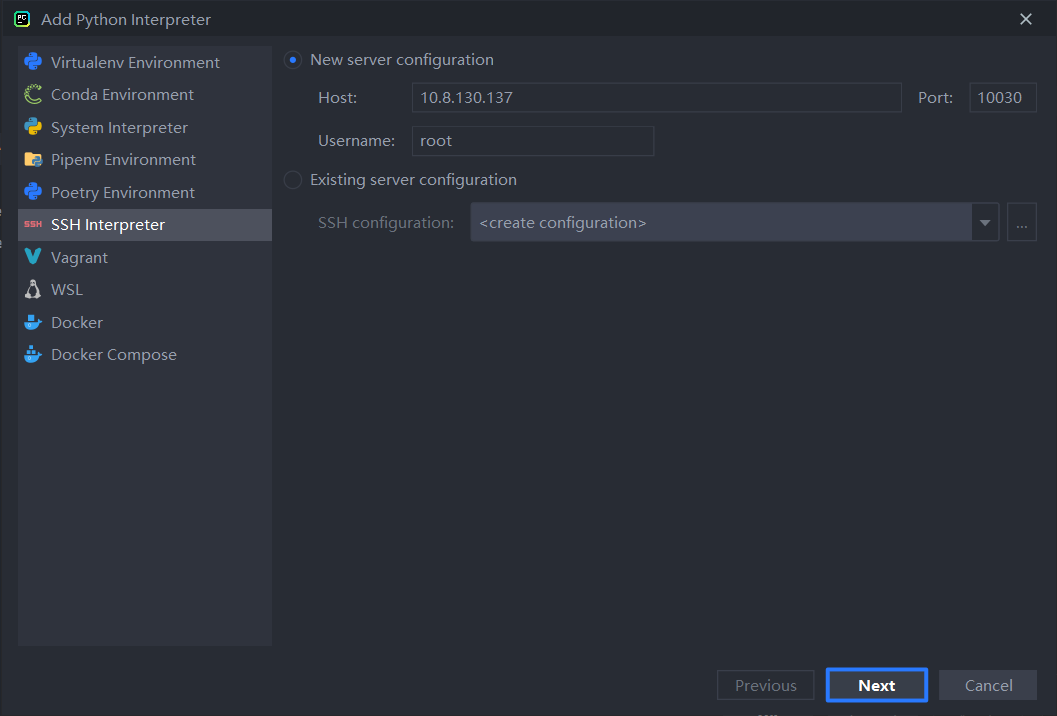 Add Python Interpreter
Virtualenv Environment
Conda Environment
System Interpreter
Pipenv Environment
Poetry Environment
SSH SSH Interpreter
Vagrant
WSL
Docker
Docker Compose
New server configuration
Host: 10.8.130.137 Port: 10030
Username: root
Existing server configuration
SSH configuration: <create configuration> ...
Previous Next Cancel